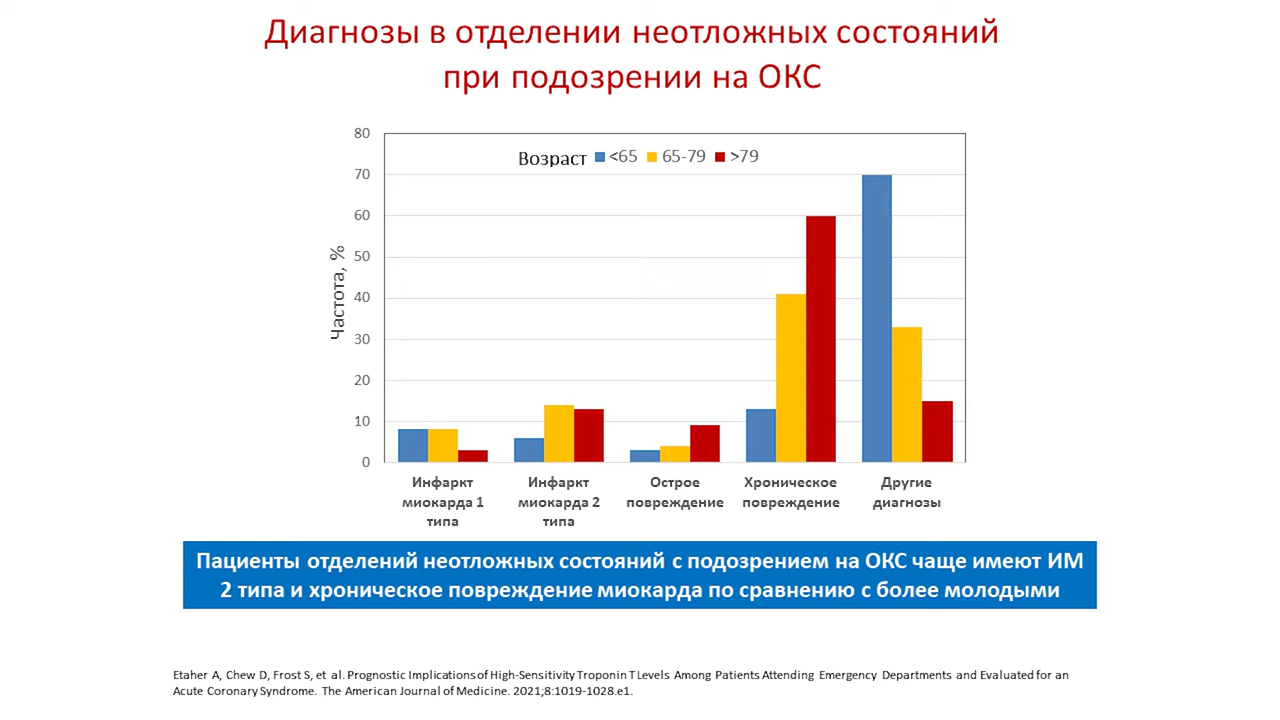 Диагнозы в отделении неотложных состояний
при подозрении на ОКС
80
Возраст <65 65-79 >79
70
60
50
40
30
20
10
0
Частота, %
Инфаркт миокарда 1 типа
Инфаркт миокарда 2 типа
Острое повреждение
Хроническое повреждение
Другие диагнозы
Пациенты отделений неотложных состояний с подозрением на ОКС чаще имеют ИМ
2 типа и хроническое повреждение миокарда по сравнению с более молодыми
Etaher A, Chew D, Frost S, et al. Prognostic Implications of High-Sensitivity Troponin T Levels Among Patients Attending Emergency Departments and Evaluated for an
Acute Coronary Syndrome. The American Journal of Medicine. 2021;8:1019-1028.e1.